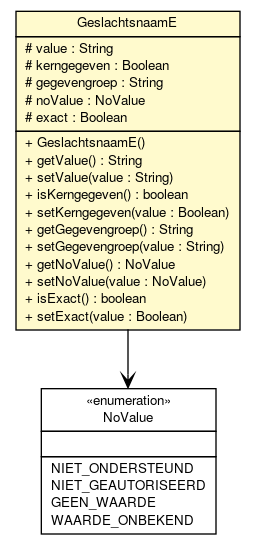 GeslachtsnaamE
# value : String
# kerngegeven : Boolean
# gegevengroep : String
# noValue : NoValue
# exact : Boolean
+ GeslachtsnaamE()
+ getValue() : String
+ setValue(value : String)
+ isKerngegeven() : boolean
+ setKerngegeven(value : Boolean)
+ getGegevengroep() : String
+ setGegevengroep(value : String)
+ getNoValue() : NoValue
+ setNoValue(value : NoValue)
+ isExact() : boolean
+ setExact(value : Boolean)
«enumeration»
NoValue
NIET_ONDERSTEUND
NIET_GEAUTORISEERD
GEEN_WAARDE
WAARDE_ONBEKEND